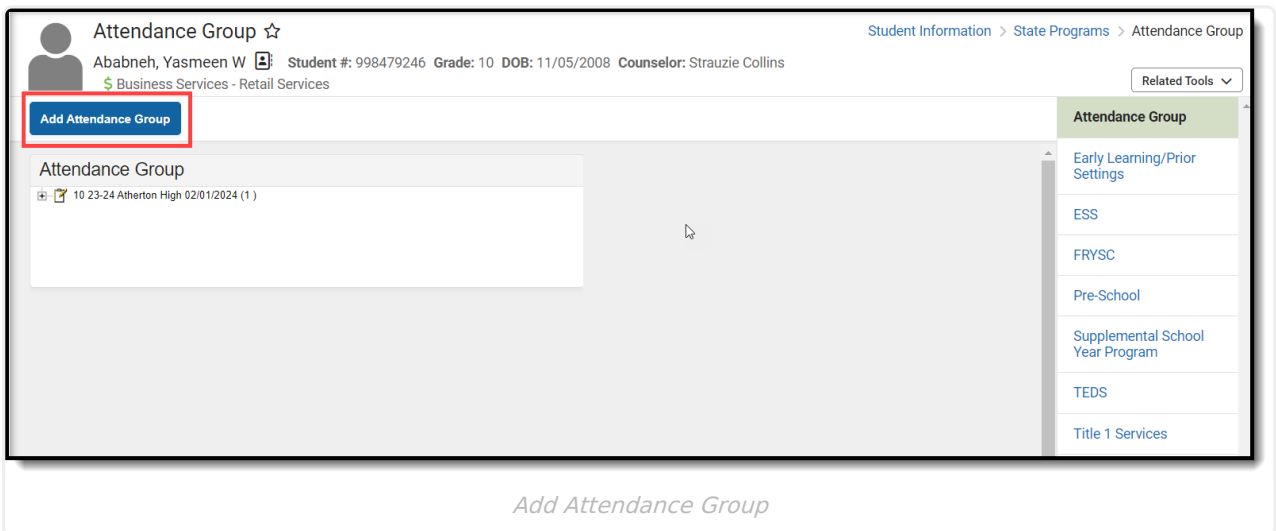 Attendance Group
Student Information > State Programs > Attendance Group
Ababneh, Yasmeen W Student #: 998479246 Grade: 10 DOB: 11/05/2008 Counselor: Strauzie Collins
$ Business Services - Retail Services
Related Tools
Add Attendance Group
Attendance Group
10 23-24 Atherton High 02/01/2024 (1 )
Attendance Group
Early Learning/Prior
Settings
ESS
FRYSC
Pre-School
Supplemental School
Year Program
TEDS
Title 1 Services
Add Attendance Group